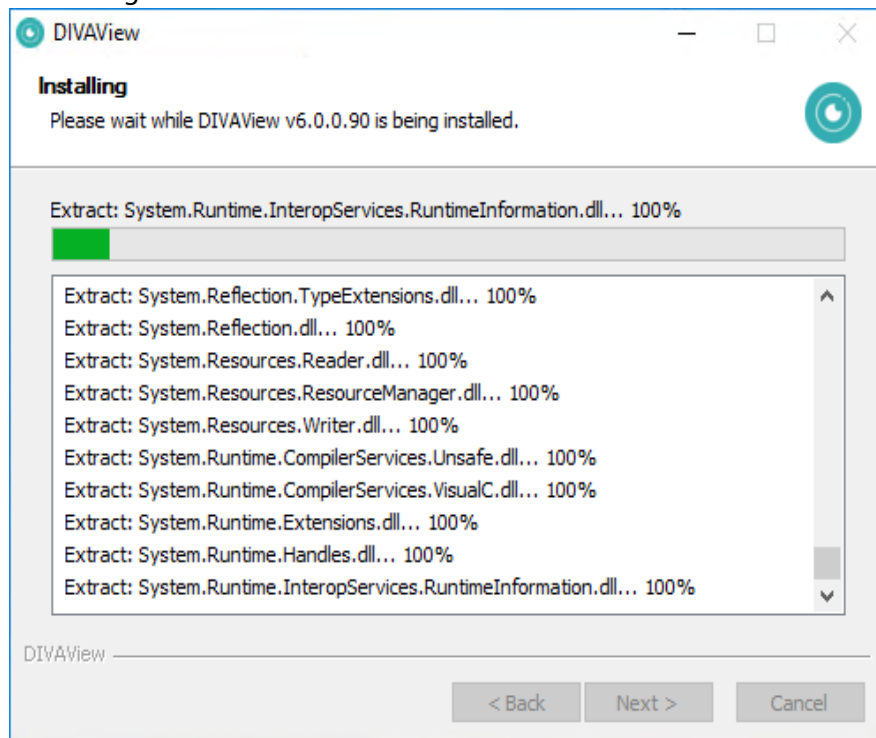 DIVAView
Installing
Please wait while DIVAView v6.0.0.90 is being installed.
Extract: System.Runtime.InteropServices.RuntimeInformation.dll... 100%
Extract: System.Reflection.TypeExtensions.dll... 100%
Extract: System.Reflection.dll... 100%
Extract: System.Resources.Reader.dll... 100%
Extract: System.Resources.ResourceManager.dll... 100%
Extract: System.Resources.Writer.dll... 100%
Extract: System.Runtime.CompilerServices.Unsafe.dll... 100%
Extract: System.Runtime.CompilerServices.VisualC.dll... 100%
Extract: System.Runtime.Extensions.dll... 100%
Extract: System.Runtime.Handles.dll... 100%
Extract: System.Runtime.InteropServices.RuntimeInformation.dll... 100%
DIVAView
< Back Next > Cancel